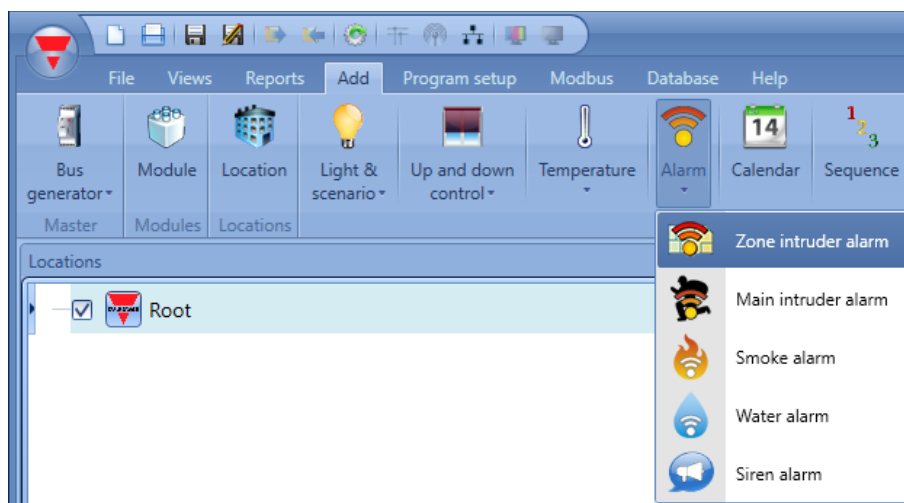 File Views Reports Add Program setup Modbus Database Help
Bus generator Module Location Light & scenario Up and down control Temperature Alarm 14 Calendar 1 2 3 Sequence
Master Modules Locations
Locations
Root
Zone intruder alarm
Main intruder alarm
Smoke alarm
Water alarm
Siren alarm